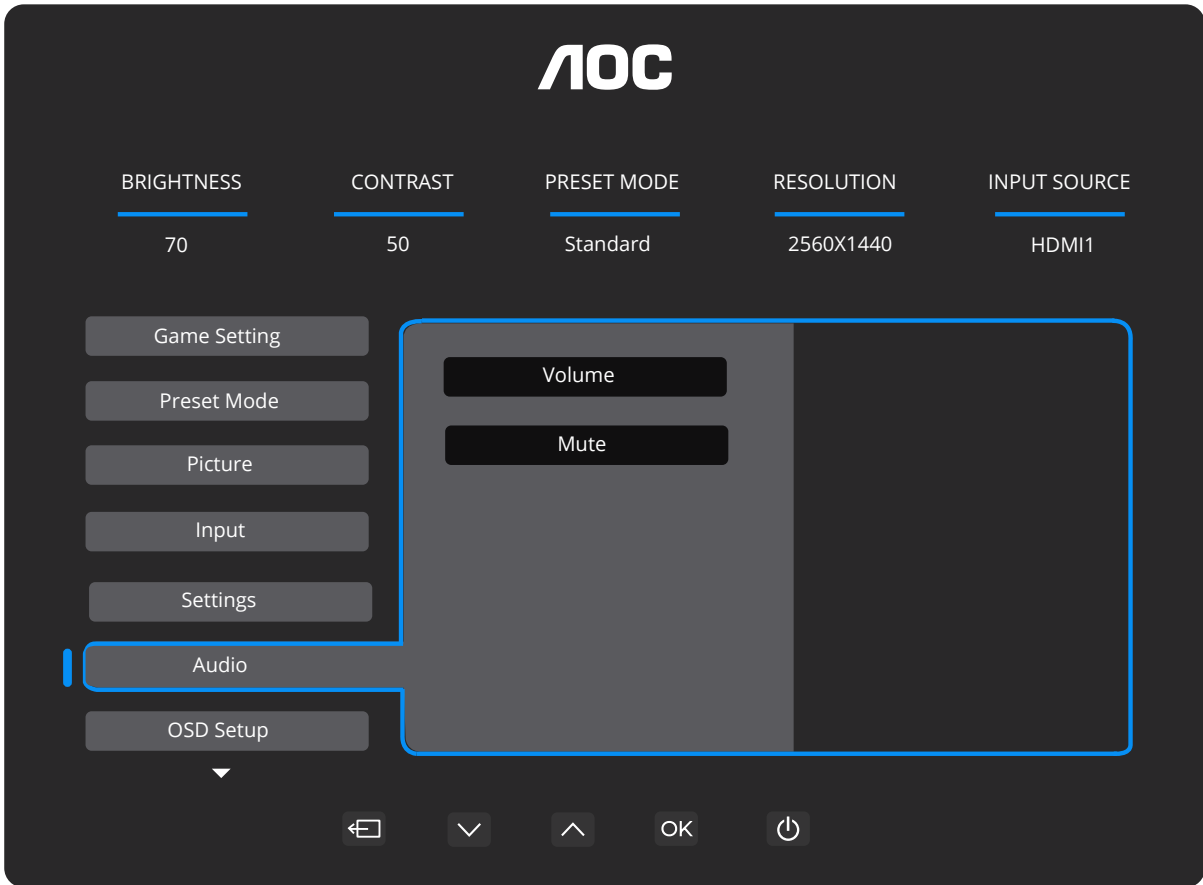 AOC
BRIGHTNESS CONTRAST PRESET MODE RESOLUTION INPUT SOURCE
70 50 Standard 2560X1440 HDMI1
Game Setting
Preset Mode
Picture
Input
Settings
Audio
OSD Setup
Volume
Mute
OK